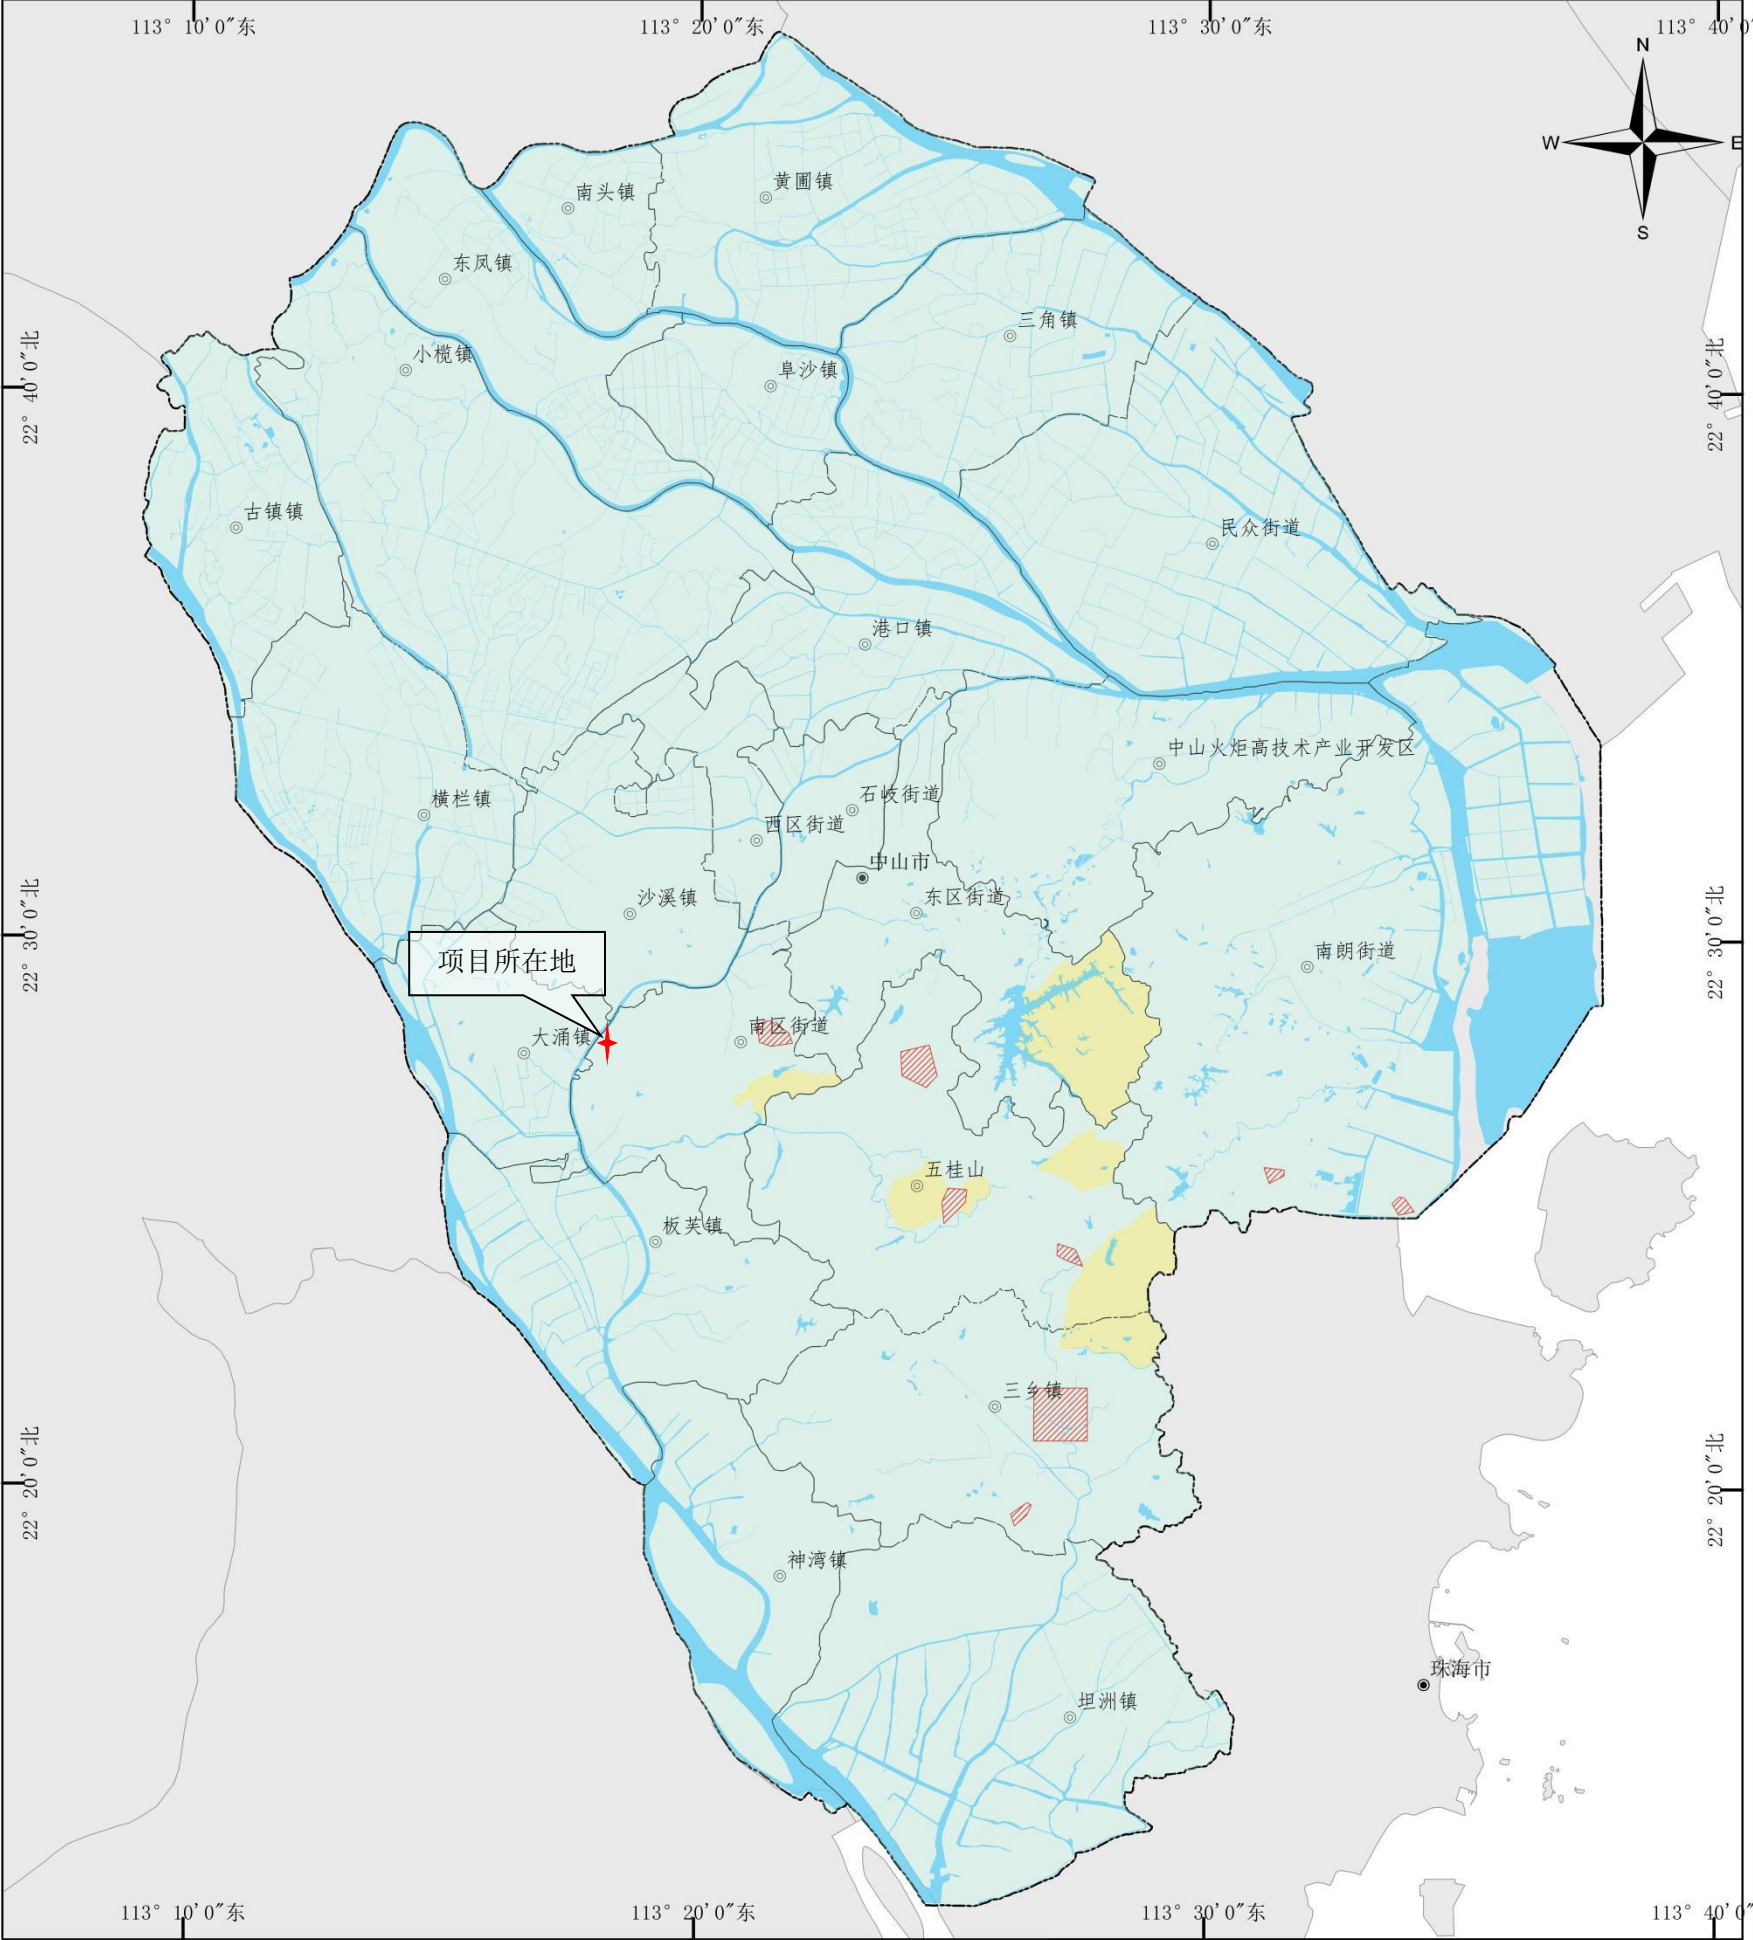 113° 10′0″东
113° 20′0″东
113° 30′0″东
113° 40′0″
N
W
E
S
南头镇
黄圃镇
东凤镇
三角镇
小榄镇
阜沙镇
22° 40′0″北
22° 40′0″北
古镇镇
民众街道
港口镇
中山火炬高技术产业开发区
横栏镇
石岐街道
西区街道
中山市
沙溪镇
东区街道
22° 30′0″北
22° 30′0″北
项目所在地
南朗街道
大涌镇
南区街道
五桂山
板芙镇
三乡镇
22° 20′0″北
22° 20′0″北
神湾镇
珠海市
坦洲镇
113° 10′0″东
113° 20′0″东
113° 30′0″东
113° 40′0″